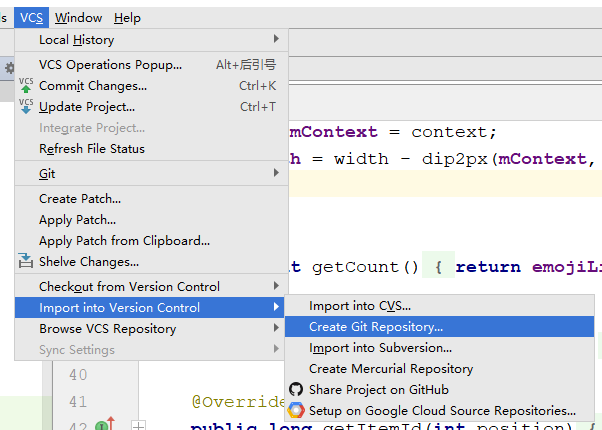 VCS Window Help
Local History
VCS Operations Popup... Alt+后引号
Commit Changes... Ctrl+K
Update Project... Ctrl+T
Integrate Project...
Refresh File Status
Git
Create Patch...
Apply Patch...
Apply Patch from Clipboard...
Shelve Changes...
Checkout from Version Control
Import into Version Control
Browse VCS Repository
Sync Settings
Import into CVS...
Create Git Repository...
Import into Subversion...
Create Mercurial Repository
Share Project on GitHub
Setup on Google Cloud Source Repositories...
mContext = context;
= width - dip2px(mContext,
getCount() { return
40
41 @Override
42 public long getItemId(int position) {